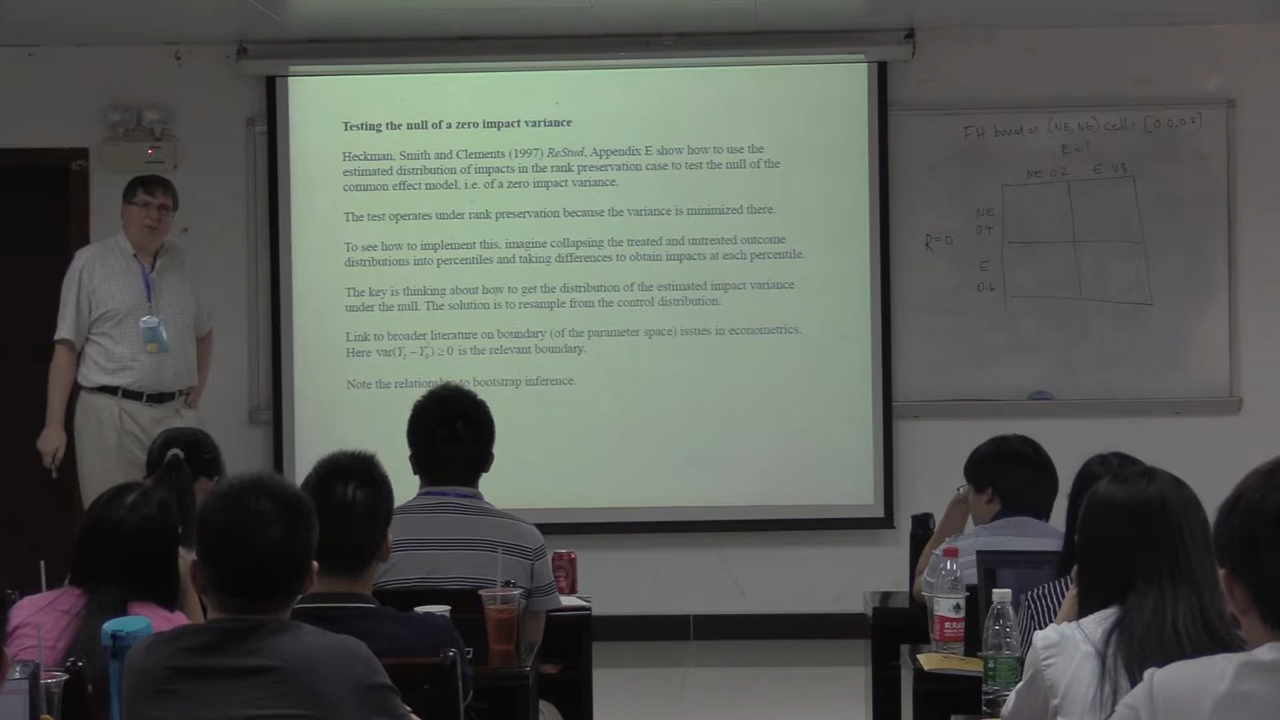 Testing the null of a zero impact variance
Heckman, Smith and Clements (1997) ReStud, Appendix E show how to use the
estimated distribution of impacts in the rank preservation case to test the null of the
common effect model, i.e. of a zero impact variance.
The test operates under rank preservation because the variance is minimized there.
To see how to implement this, imagine collapsing the treated and untreated outcome
distributions into percentiles and taking differences to obtain impacts at each percentile.
The key is thinking about how to get the distribution of the estimated impact variance
under the null. The solution is to resample from the control distribution.
Link to broader literature on boundary (of the parameter space) issues in econometrics.
Here var(Y₁ − Y₀) ≥ 0 is the relevant boundary.
Note the relationship to bootstrap inference.
FH based on (NE, NE) cell - [0.0, 0.2]
R=1
NE 0.2 E 0.8
NE
0.4
R=0
E
0.6
农夫山